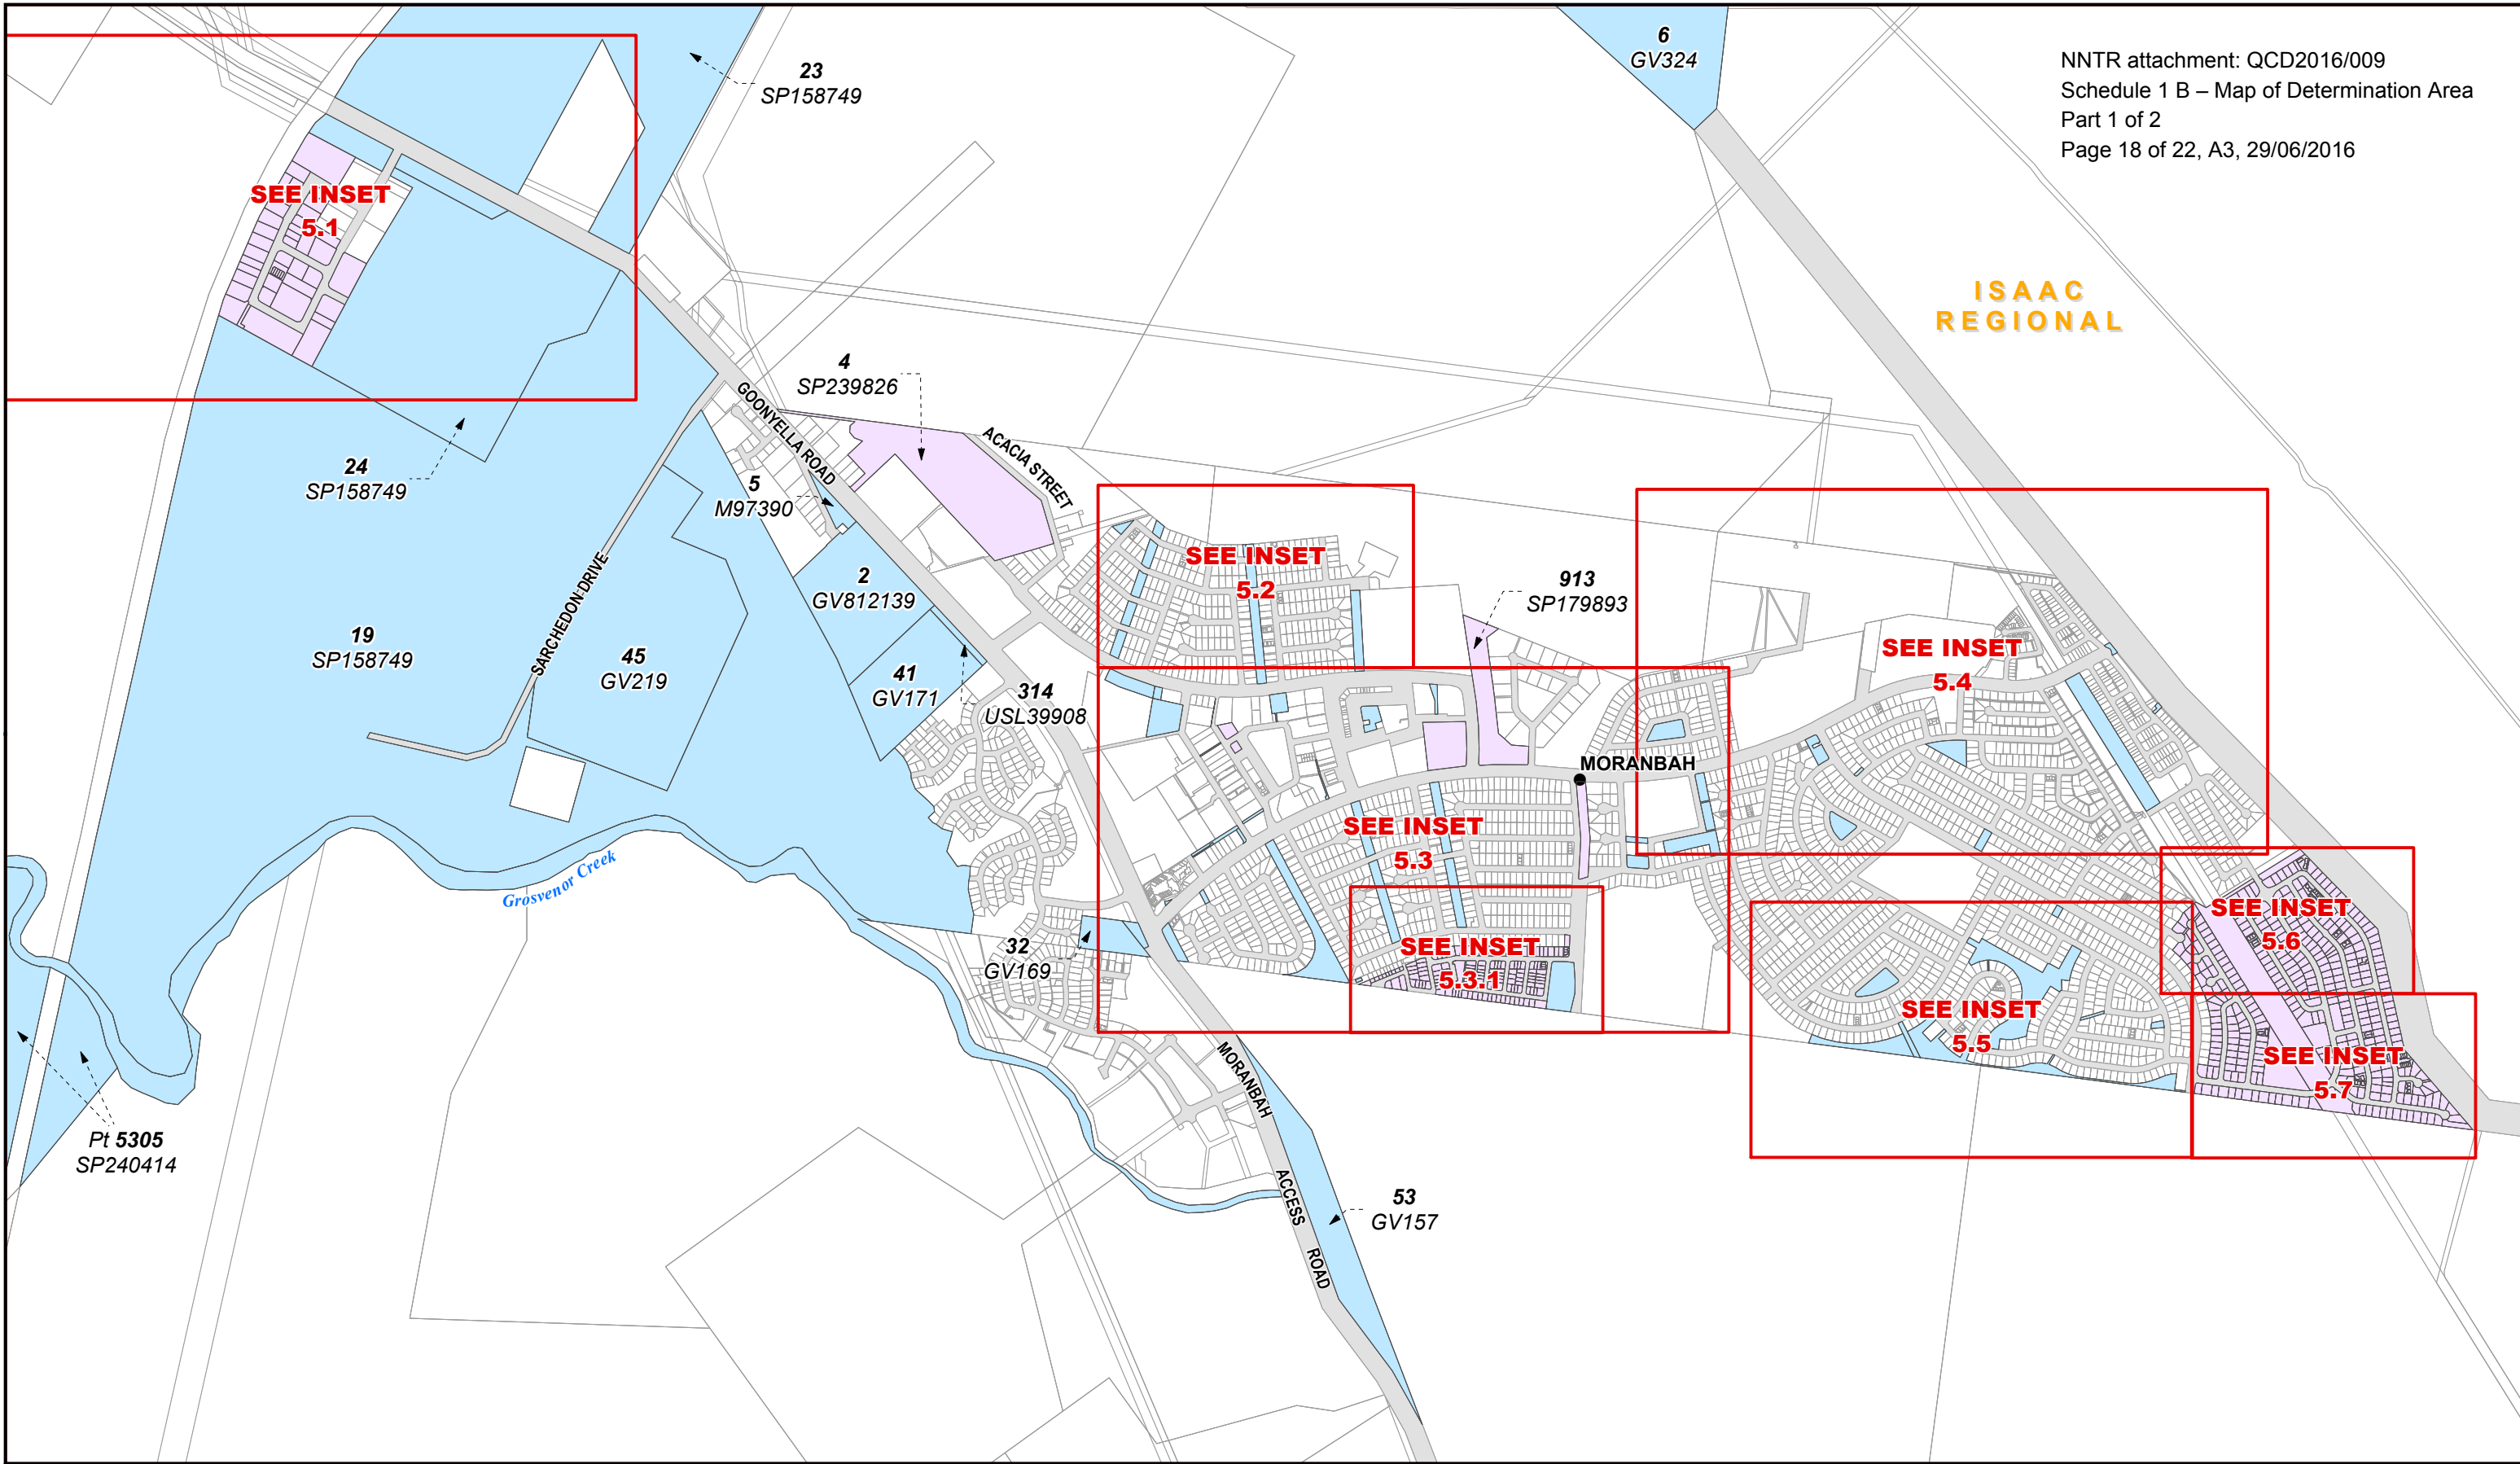 NNTR attachment: QCD2016/009
Schedule 1 B – Map of Determination Area
Part 1 of 2
Page 18 of 22, A3, 29/06/2016
6
GV324
23
SP158749
SEE INSET
5.1
ISAAC
REGIONAL
4
SP239826
GOONYELLA ROAD
ACACIA STREET
24
SP158749
5
M97390
SEE INSET
5.2
2
GV812139
913
SP179893
SARCHEDON DRIVE
19
SP158749
45
GV219
41
GV171
314
USL39908
SEE INSET
5.4
MORANBAH
SEE INSET
5.3
Grosvenor Creek
SEE INSET
5.6
32
GV169
SEE INSET
5.3.1
SEE INSET
5.5
SEE INSET
5.7
MORANBAH
ACCESS
ROAD
Pt 5305
SP240414
53
GV157